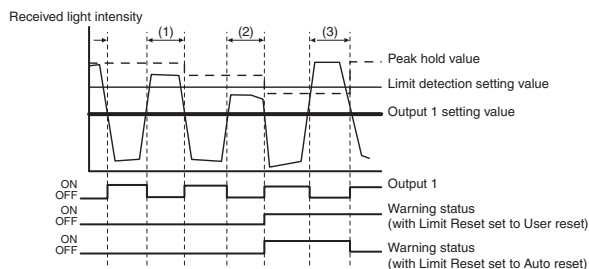 Received light intensity
(1)
(2)
(3)
Peak hold value
Limit detection setting value
Output 1 setting value
ON
OFF
Output 1
ON
OFF
Warning status
(with Limit Reset set to User reset)
ON
OFF
Warning status
(with Limit Reset set to Auto reset)